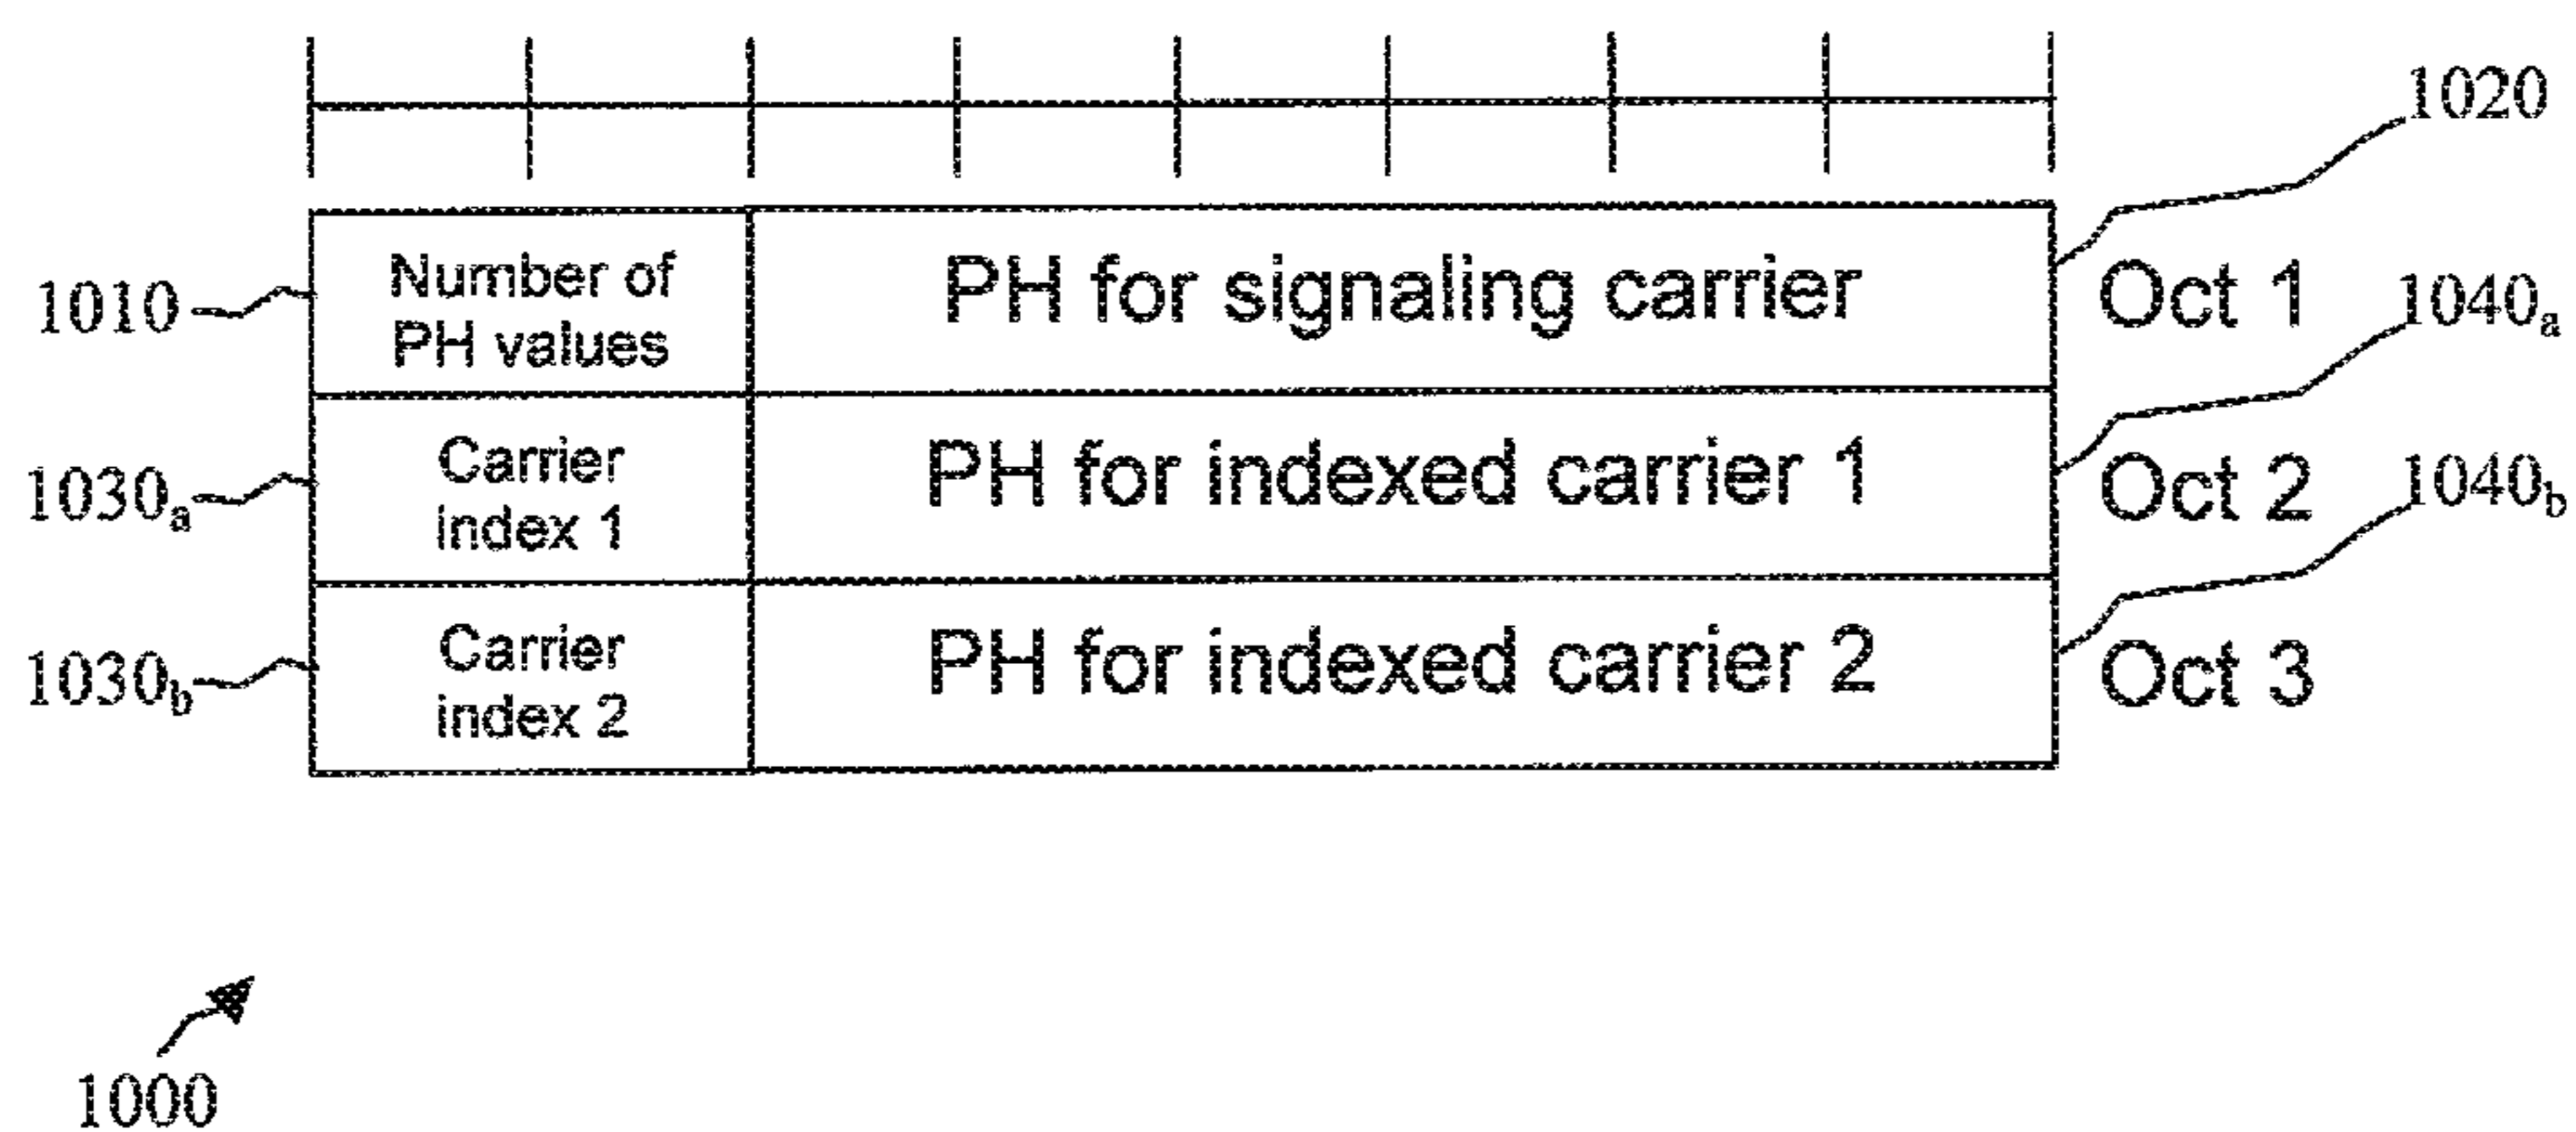 1020
1010
Number of
PH values
PH for signaling carrier
Oct 1
1040a
1030a
Carrier
index 1
PH for indexed carrier 1
Oct 2
1040b
1030b
Carrier
index 2
PH for indexed carrier 2
Oct 3
1000